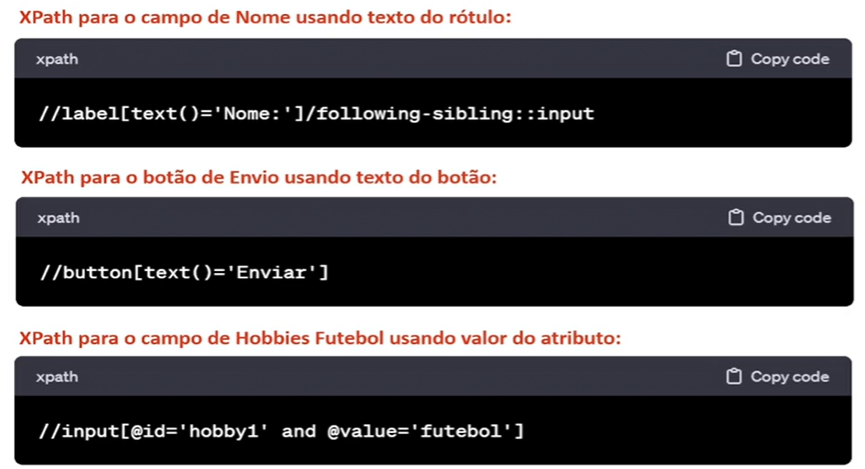 XPath para o campo de Nome usando texto do rótulo:
xpath Copy code
//label[text()='Nome:']/following-sibling::input
XPath para o botão de Envio usando texto do botão:
xpath Copy code
//button[text()='Enviar']
XPath para o campo de Hobbies Futebol usando valor do atributo:
xpath Copy code
//input[@id='hobby1' and @value='futebol']